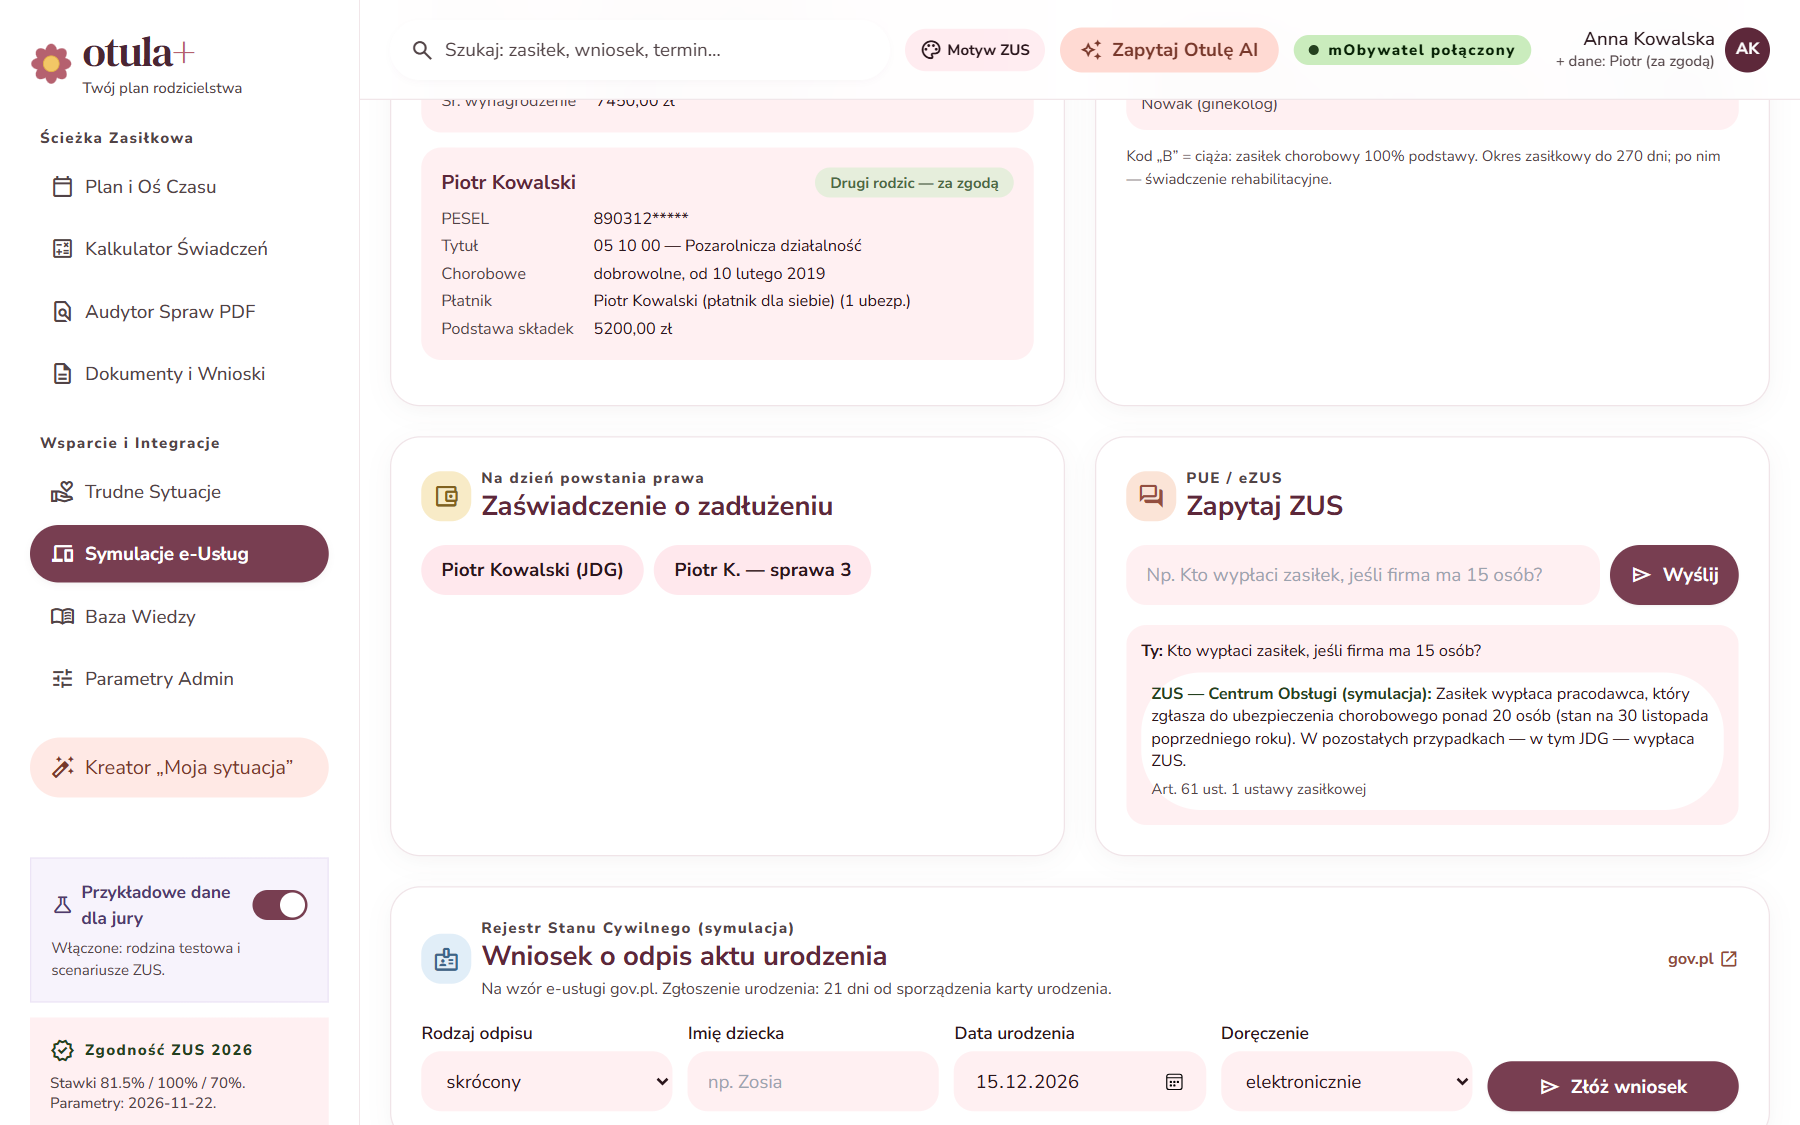 otula+
Twój plan rodzicielstwa
Ścieżka Zasiłkowa
Plan i Oś Czasu
Kalkulator Świadczeń
Audytor Spraw PDF
Dokumenty i Wnioski
Wsparcie i Integracje
Trudne Sytuacje
Symulacje e-Usług
Baza Wiedzy
Parametry Admin
Kreator „Moja sytuacja”
Przykładowe dane
dla jury
Włączone: rodzina testowa i
scenariusze ZUS.
Zgodność ZUS 2026
Stawki 81.5% / 100% / 70%.
Parametry: 2026-11-22.
Szukaj: zasiłek, wniosek, termin...
Motyw ZUS
Zapytaj Otulę AI
mObywatel połączony
Anna Kowalska
+ dane: Piotr (za zgodą)
AK
Śr. wynagrodzenie 7450,00 zł
Piotr Kowalski
Drugi rodzic — za zgodą
PESEL 890312*****
Tytuł 05 10 00 — Pozarolnicza działalność
Chorobowe dobrowolne, od 10 lutego 2019
Płatnik Piotr Kowalski (płatnik dla siebie) (1 ubezp.)
Podstawa składek 5200,00 zł
Nowak (ginekolog)
Kod „B” = ciąża: zasiłek chorobowy 100% podstawy. Okres zasiłkowy do 270 dni; po nim
— świadczenie rehabilitacyjne.
Na dzień powstania prawa
Zaświadczenie o zadłużeniu
Piotr Kowalski (JDG)
Piotr K. — sprawa 3
PUE / eZUS
Zapytaj ZUS
Np. Kto wypłaci zasiłek, jeśli firma ma 15 osób?
Wyślij
Ty: Kto wypłaci zasiłek, jeśli firma ma 15 osób?
ZUS — Centrum Obsługi (symulacja): Zasiłek wypłaca pracodawca, który
zgłasza do ubezpieczenia chorobowego ponad 20 osób (stan na 30 listopada
poprzedniego roku). W pozostałych przypadkach — w tym JDG — wypłaca
ZUS.
Art. 61 ust. 1 ustawy zasiłkowej
Rejestr Stanu Cywilnego (symulacja)
Wniosek o odpis aktu urodzenia
Na wzór e-usługi gov.pl. Zgłoszenie urodzenia: 21 dni od sporządzenia karty urodzenia.
gov.pl
Rodzaj odpisu
skrócony
Imię dziecka
np. Zosia
Data urodzenia
15.12.2026
Doręczenie
elektronicznie
Złóż wniosek